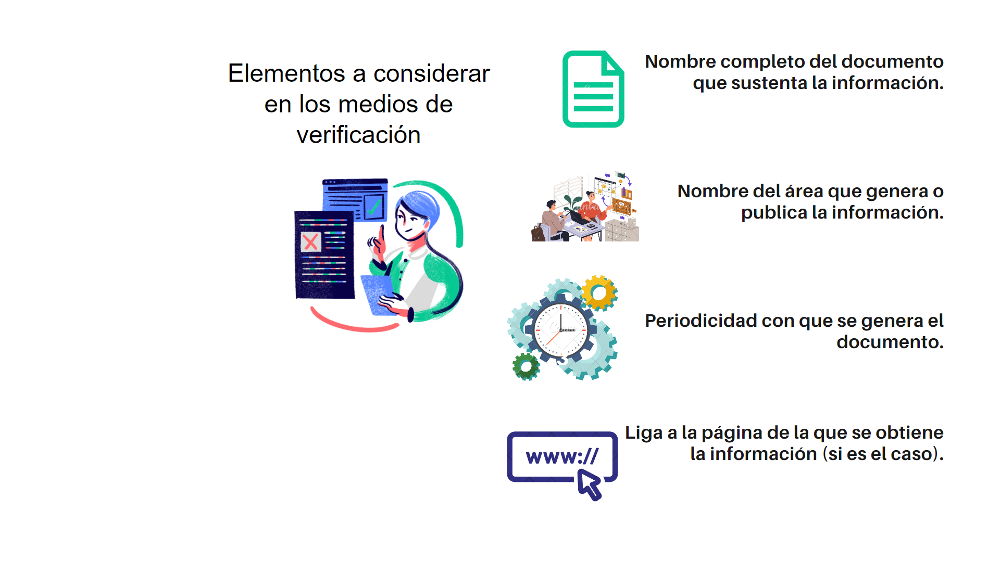 Elementos a considerar
en los medios de
verificación
Nombre completo del documento
que sustenta la información.
Nombre del área que genera o
publica la información.
Periodicidad con que se genera el
documento.
Liga a la página de la que se obtiene
la información (si es el caso).
www://